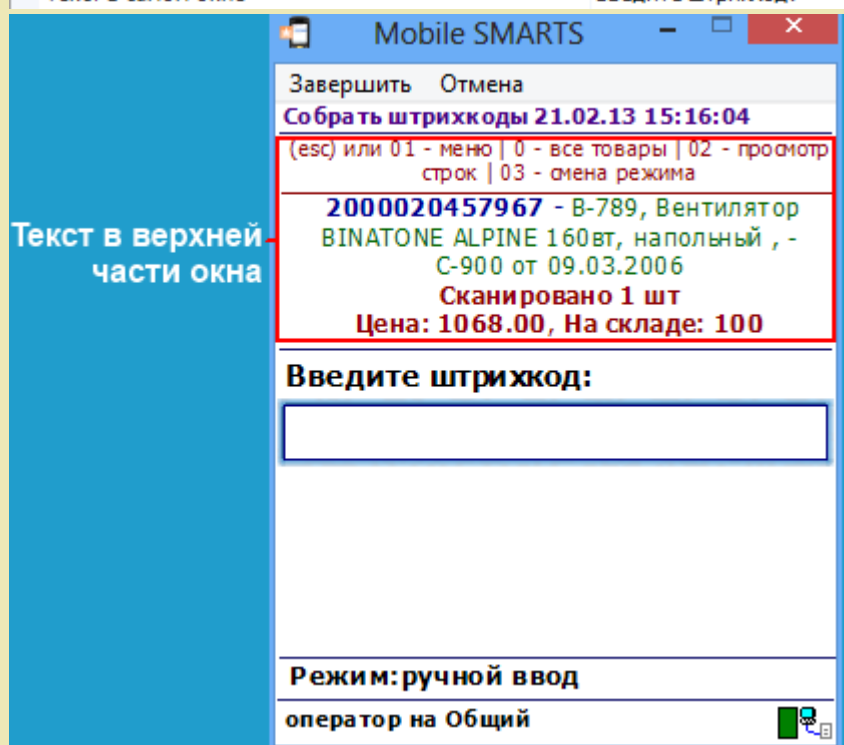 Mobile SMARTS
Завершить Отмена
Собрать штрихкоды 21.02.13 15:16:04
(esc) или 01 - меню | 0 - все товары | 02 - просмотр
строк | 03 - смена режима
2000020457967 - В-789, Вентилятор
BINATONE ALPINE 160вт, напольный , -
С-900 от 09.03.2006
Сканировано 1 шт
Цена: 1068.00, На складе: 100
Текст в верхней
части окна
Введите штрихкод:
Режим:ручной ввод
оператор на Общий